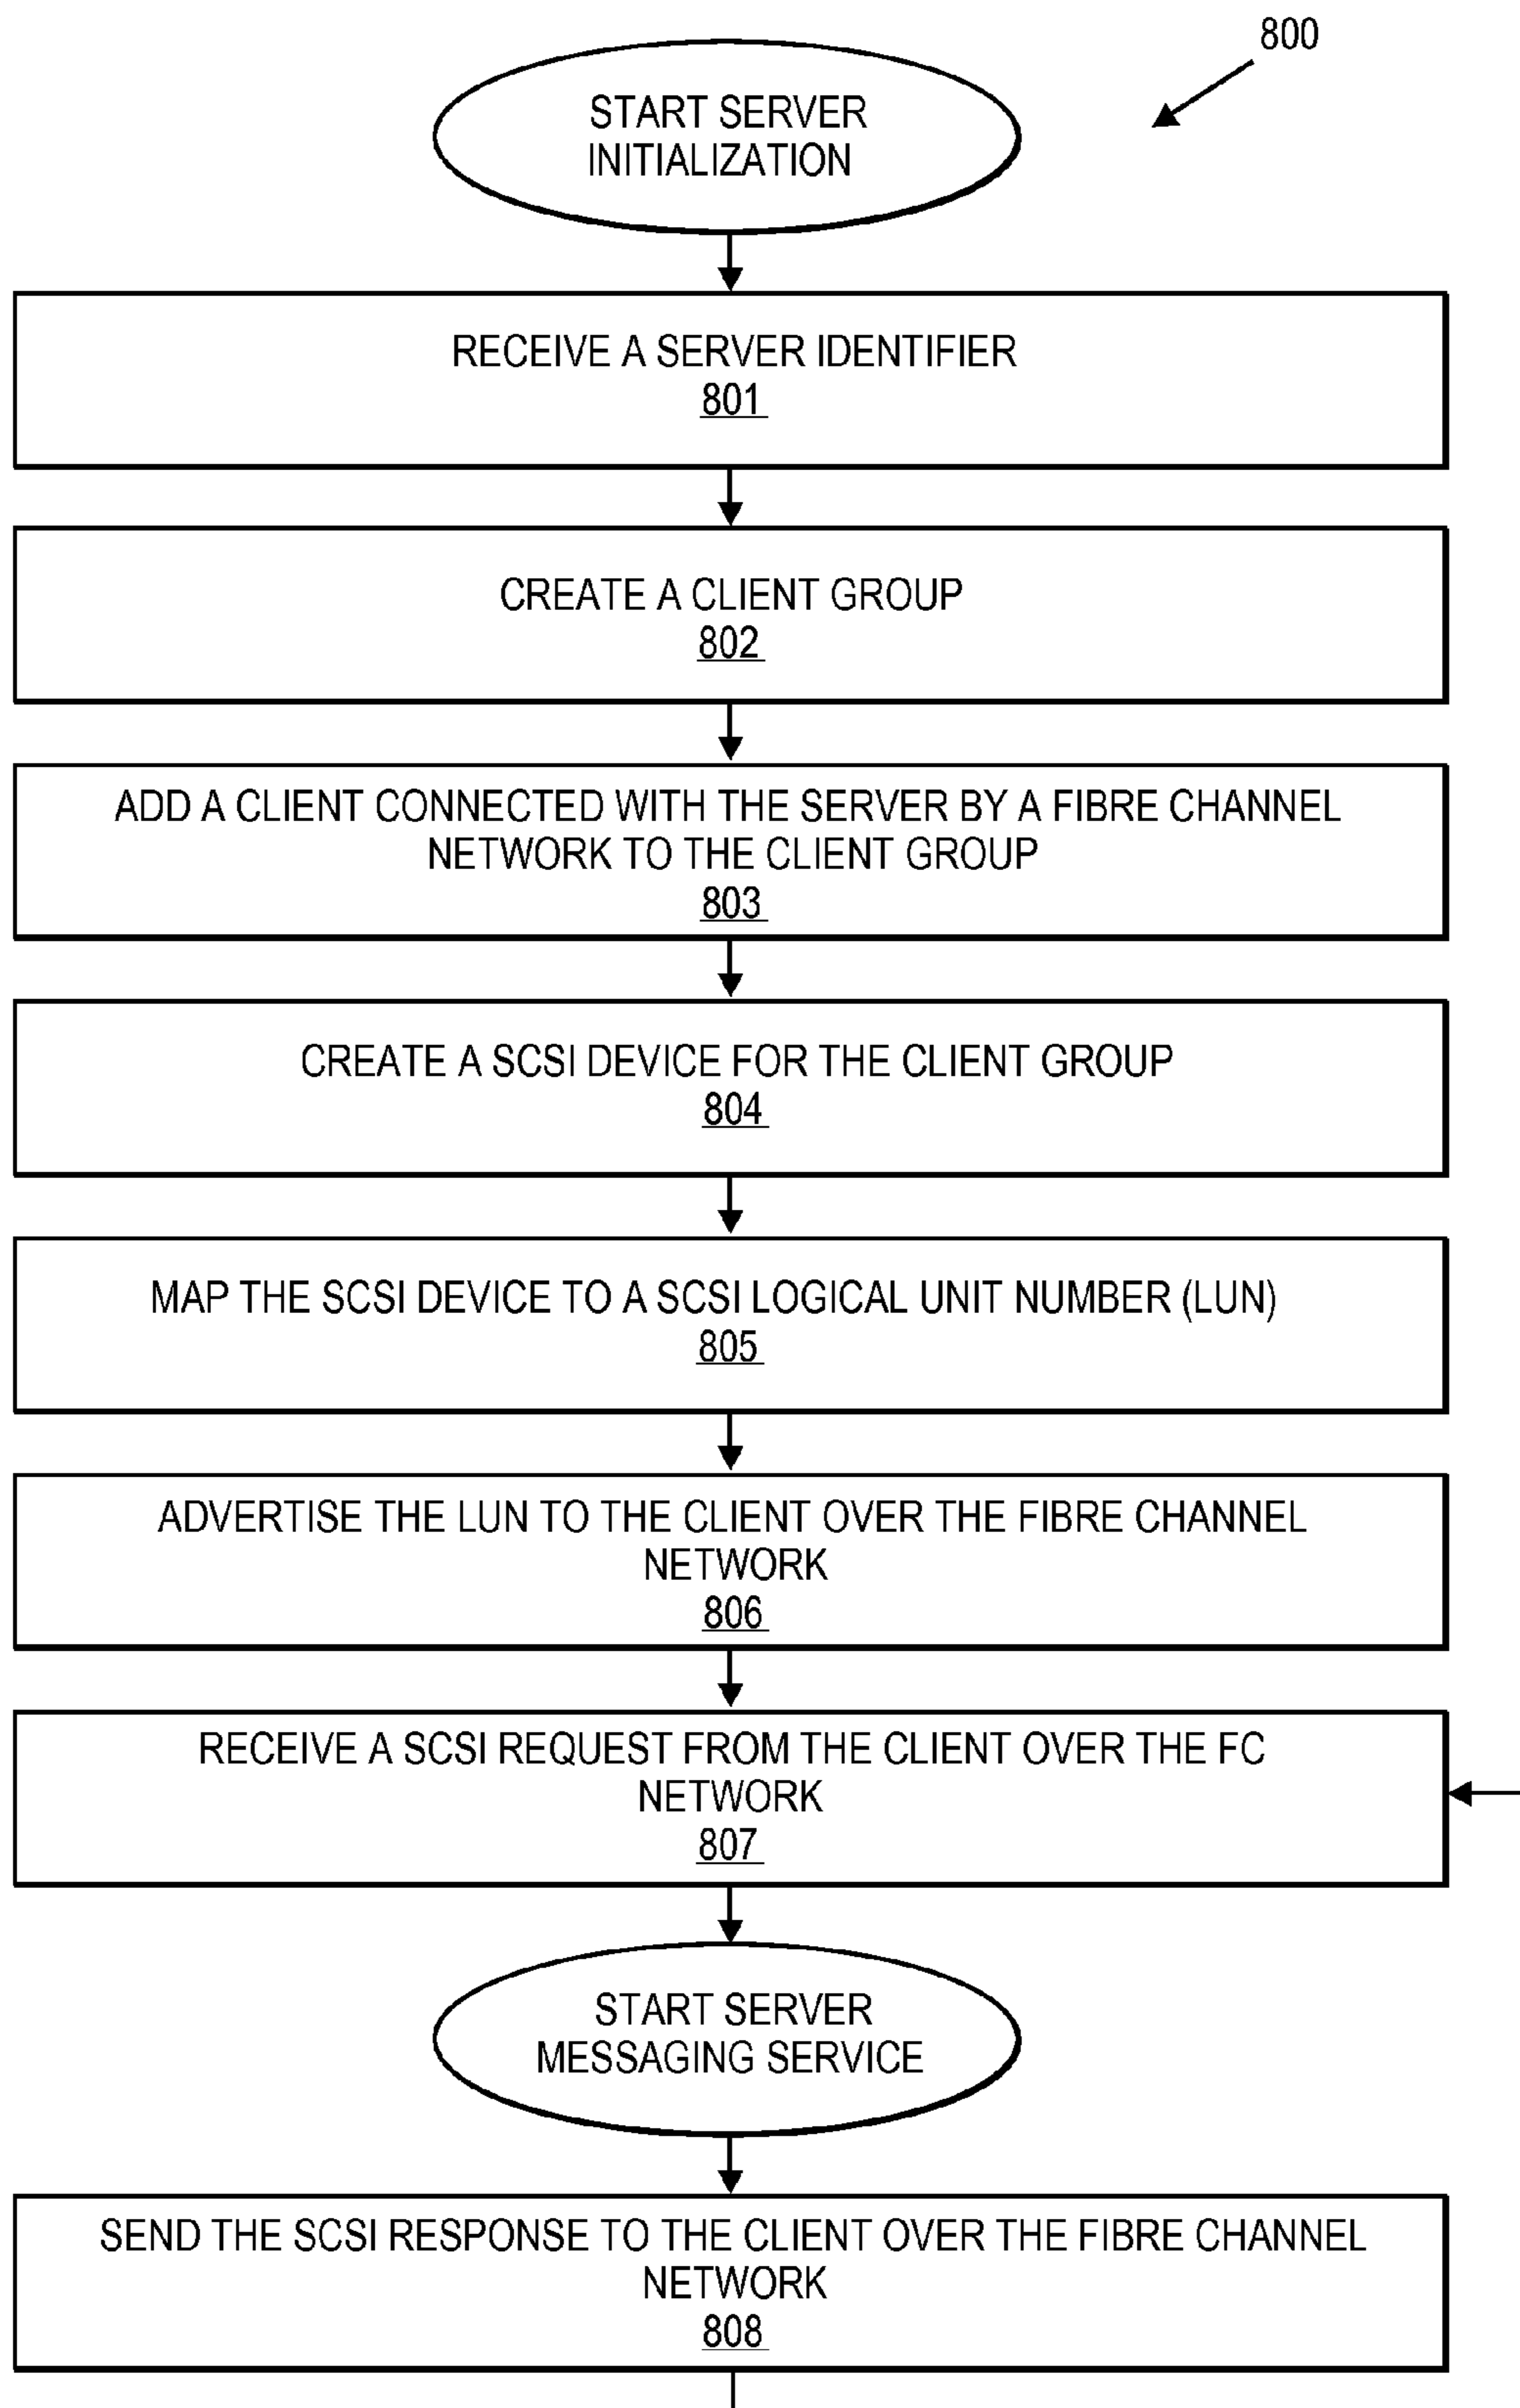 800
START SERVER
INITIALIZATION
RECEIVE A SERVER IDENTIFIER
801
CREATE A CLIENT GROUP
802
ADD A CLIENT CONNECTED WITH THE SERVER BY A FIBRE CHANNEL
NETWORK TO THE CLIENT GROUP
803
CREATE A SCSI DEVICE FOR THE CLIENT GROUP
804
MAP THE SCSI DEVICE TO A SCSI LOGICAL UNIT NUMBER (LUN)
805
ADVERTISE THE LUN TO THE CLIENT OVER THE FIBRE CHANNEL
NETWORK
806
RECEIVE A SCSI REQUEST FROM THE CLIENT OVER THE FC
NETWORK
807
START SERVER
MESSAGING SERVICE
SEND THE SCSI RESPONSE TO THE CLIENT OVER THE FIBRE CHANNEL
NETWORK
808